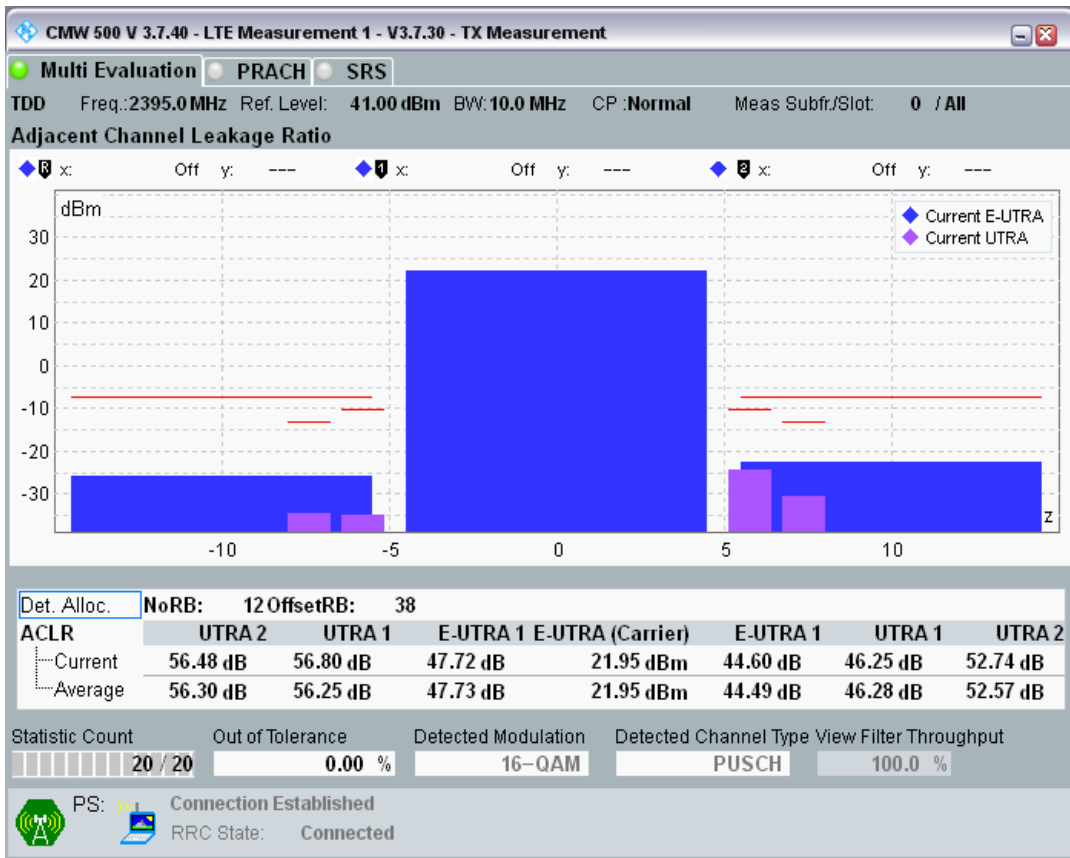 CMW 500 V 3.7.40 - LTE Measurement 1 - V3.7.30 - TX Measurement
Multi Evaluation PRACH SRS
TDD Freg.:2395.0 MHz Ref. Level: 41.00 dBm BW: 10.0 MHz CP :Normal Meas Subfr./Slot: 0 / All
Adjacent Channel Leakage Ratio
R x: Off y: --- 1 x: Off y: --- 2 x: Off y: ---
dBm
Current E-UTRA
Current UTRA
30
20
10
0
-10
-20
-30
z
-10 -5 0 5 10
Det. Alloc. NoRB: 12 OffsetRB: 38
ACLR UTRA 2 UTRA 1 E-UTRA 1 E-UTRA (Carrier) E-UTRA 1 UTRA 1 UTRA 2
Current 56.48 dB 56.80 dB 47.72 dB 21.95 dBm 44.60 dB 46.25 dB 52.74 dB
Average 56.30 dB 56.25 dB 47.73 dB 21.95 dBm 44.49 dB 46.28 dB 52.57 dB
Statistic Count Out of Tolerance Detected Modulation Detected Channel Type View Filter Throughput
20 / 20 0.00 % 16-QAM PUSCH 100.0 %
PS: Connection Established
RRC State: Connected